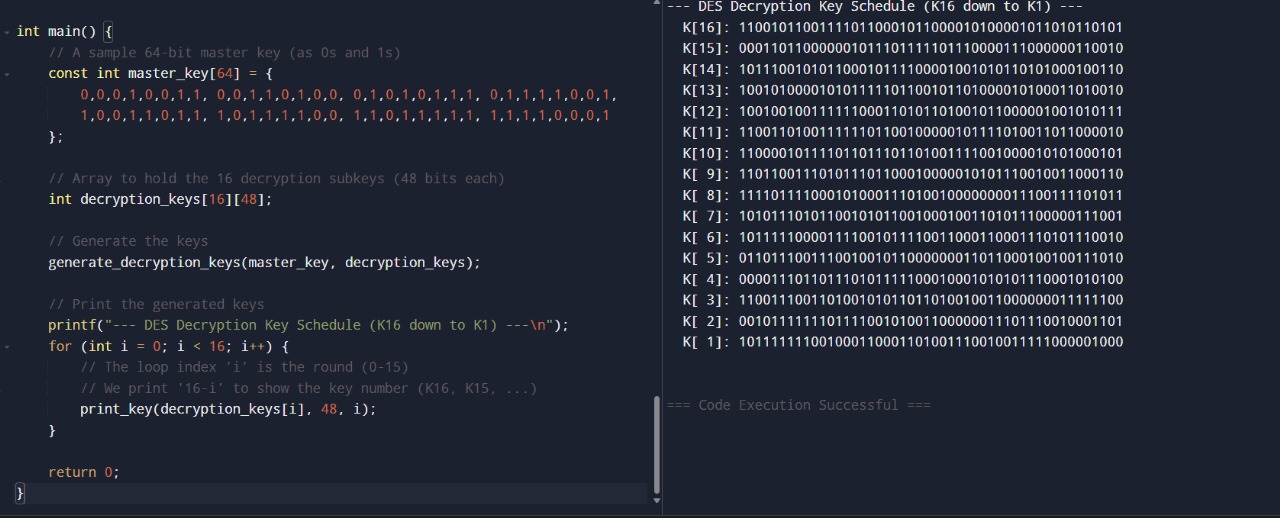 int main() {
// A sample 64-bit master key (as 0s and 1s)
const int master_key[64] = {
0,0,0,1,0,0,1,1, 0,0,1,1,0,1,0,0, 0,1,0,1,0,1,1,1, 0,1,1,1,1,0,0,1,
1,0,0,1,1,0,1,1, 1,0,1,1,1,1,0,0, 1,1,0,1,1,1,1,1, 1,1,1,1,0,0,0,1
};
// Array to hold the 16 decryption subkeys (48 bits each)
int decryption_keys[16][48];
// Generate the keys
generate_decryption_keys(master_key, decryption_keys);
// Print the generated keys
printf("--- DES Decryption Key Schedule (K16 down to K1) ---\n");
for (int i = 0; i < 16; i++) {
// The loop index 'i' is the round (0-15)
// We print '16-i' to show the key number (K16, K15, ...)
print_key(decryption_keys[i], 48, i);
}
return 0;
}
--- DES Decryption Key Schedule (K16 down to K1) ---
K[16]: 110010110011110110001011000010100001011010110101
K[15]: 000110110000001011101111101110000111000000110010
K[14]: 101110010101100010111100001001010110101000100110
K[13]: 100101000010101111101100101101000010100011010010
K[12]: 100100100111111000110101101001011000001001010111
K[11]: 110011010011111101100100000101111010011011000010
K[10]: 110000101111011011101101001111001000010101000101
K[ 9]: 110110011101011101100010000010101110010011000110
K[ 8]: 1111011110001010001110100100000000011100111101011
K[ 7]: 101011101011001010110010001001101011100000111001
K[ 6]: 101111100001111001011110011000110001110101110010
K[ 5]: 011011100111001001011000000011011000100100111010
K[ 4]: 000011101101110101111100010001010101110001010100
K[ 3]: 110011100110100101011011010010011000000011111100
K[ 2]: 001011111110111100101001100000011101110010001101
K[ 1]: 101111111001000110001101001110010011111000001000
=== Code Execution Successful ===